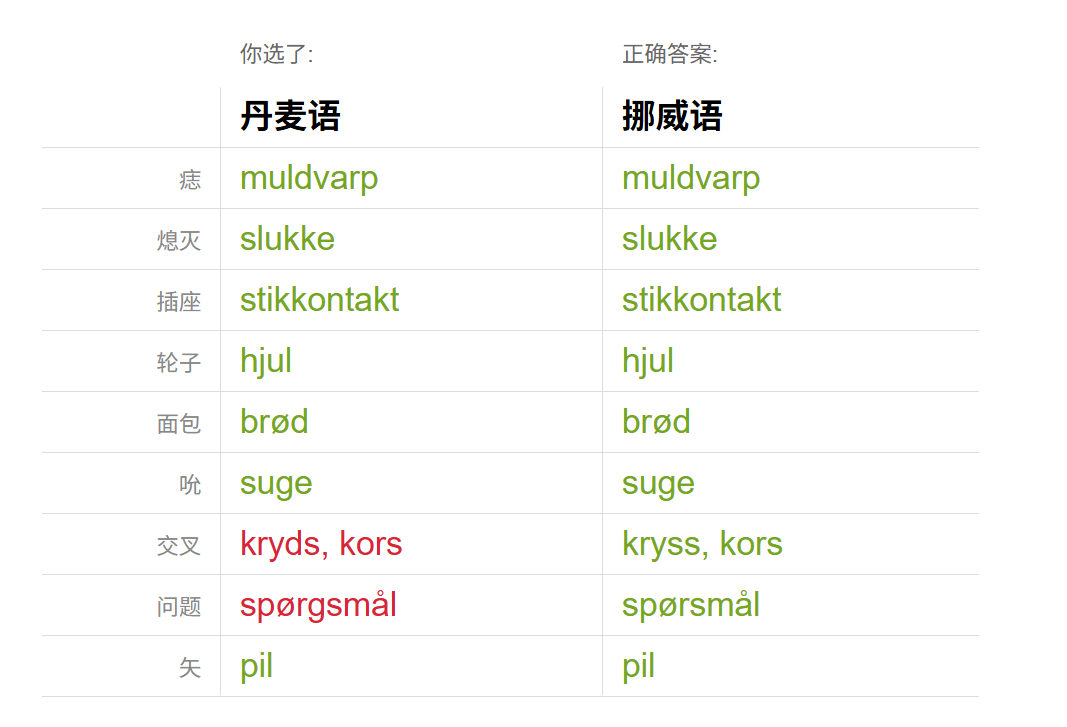 你选了: 正确答案:
丹麦语 挪威语
痣 muldvarp muldvarp
熄灭 slukke slukke
插座 stikkontakt stikkontakt
轮子 hjul hjul
面包 brød brød
吮 suge suge
交叉 kryds, kors kryss, kors
问题 spørgsmål spørsmål
矢 pil pil